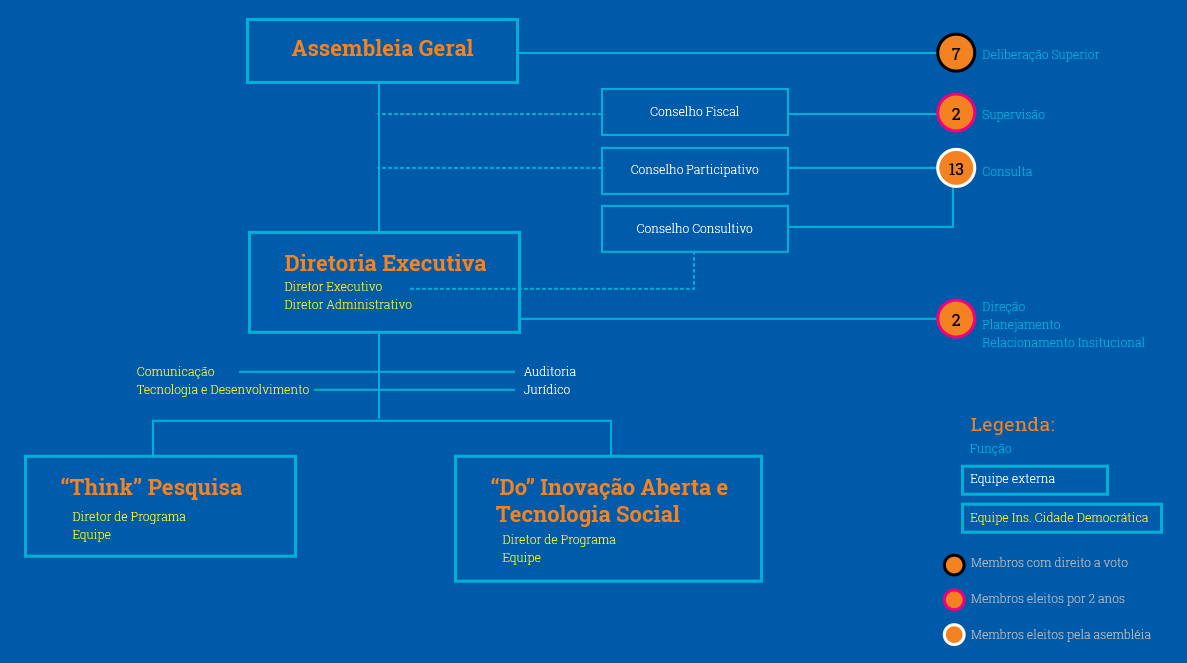 Assembleia Geral
7
Deliberação Superior
Conselho Fiscal
2
Supervisão
Conselho Participativo
13
Consulta
Conselho Consultivo
Diretoria Executiva
Diretor Executivo
Diretor Administrativo
2
Direção
Planejamento
Relacionamento Insitucional
Comunicação
Auditoria
Tecnologia e Desenvolvimento
Jurídico
“Think” Pesquisa
Diretor de Programa
Equipe
“Do” Inovação Aberta e
Tecnologia Social
Diretor de Programa
Equipe
Legenda:
Função
Equipe externa
Equipe Ins. Cidade Democrática
Membros com direito a voto
Membros eleitos por 2 anos
Membros eleitos pela asembléia